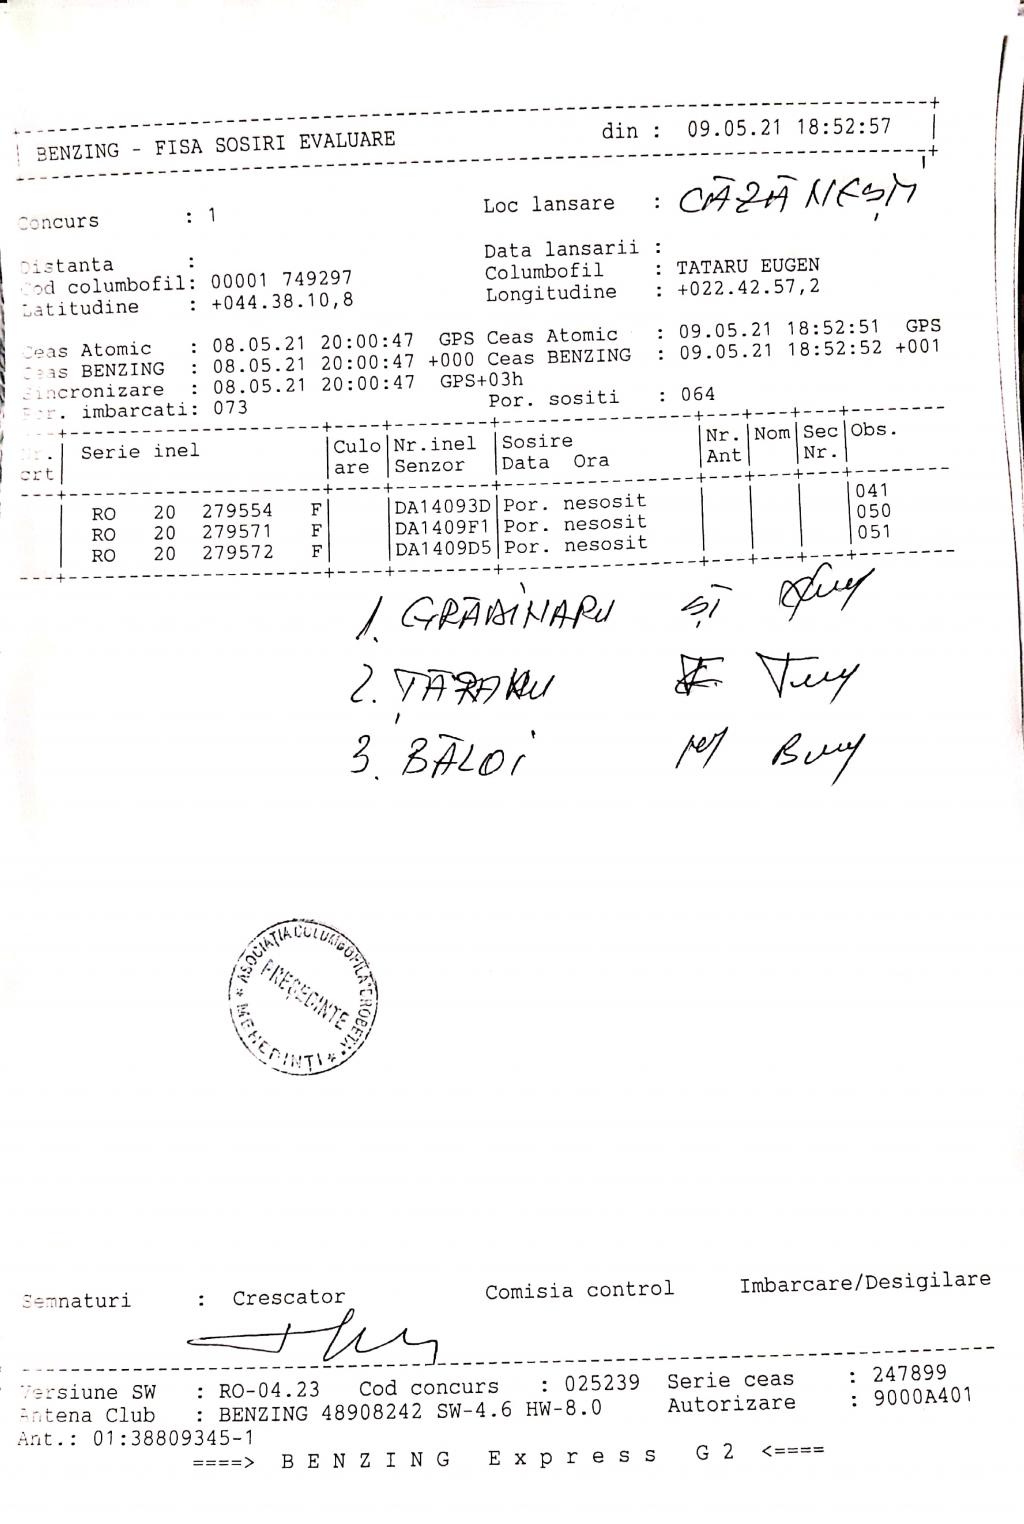 BENZING - FISA SOSIRI EVALUARE din : 09.05.21 18:52:57
Concurs : 1 Loc lansare : CĂZĂNEȘTI
Distanta : Data lansarii :
Cod columbofil: 00001 749297 Columbofil : TATARU EUGEN
Latitudine : +044.38.10,8 Longitudine : +022.42.57,2
Ceas Atomic : 08.05.21 20:00:47 GPS Ceas Atomic : 09.05.21 18:52:51 GPS
Ceas BENZING : 08.05.21 20:00:47 +000 Ceas BENZING : 09.05.21 18:52:52 +001
Sincronizare : 08.05.21 20:00:47 GPS+03h
Por. imbarcati: 073 Por. sositi : 064
Nr. Serie inel Culo Nr.inel Sosire Nr. Nom Sec Obs.
crt are Senzor Data Ora Ant Nr.
RO 20 279554 F DA14093D Por. nesosit 041
RO 20 279571 F DA1409F1 Por. nesosit 050
RO 20 279572 F DA1409D5 Por. nesosit 051
1. GRĂDINARU ȘI
2. ȚĂRANU
3. BĂLOI
ASOCIAȚIA COLUMBOFILĂ DROBETA
PREȘEDINTE
* MEHEDINȚI *
Semnaturi : Crescator Comisia control Imbarcare/Desigilare
Versiune SW : RO-04.23 Cod concurs : 025239 Serie ceas : 247899
Antena Club : BENZING 48908242 SW-4.6 HW-8.0 Autorizare : 9000A401
Ant.: 01:38809345-1
====> B E N Z I N G E x p r e s s G 2 <====